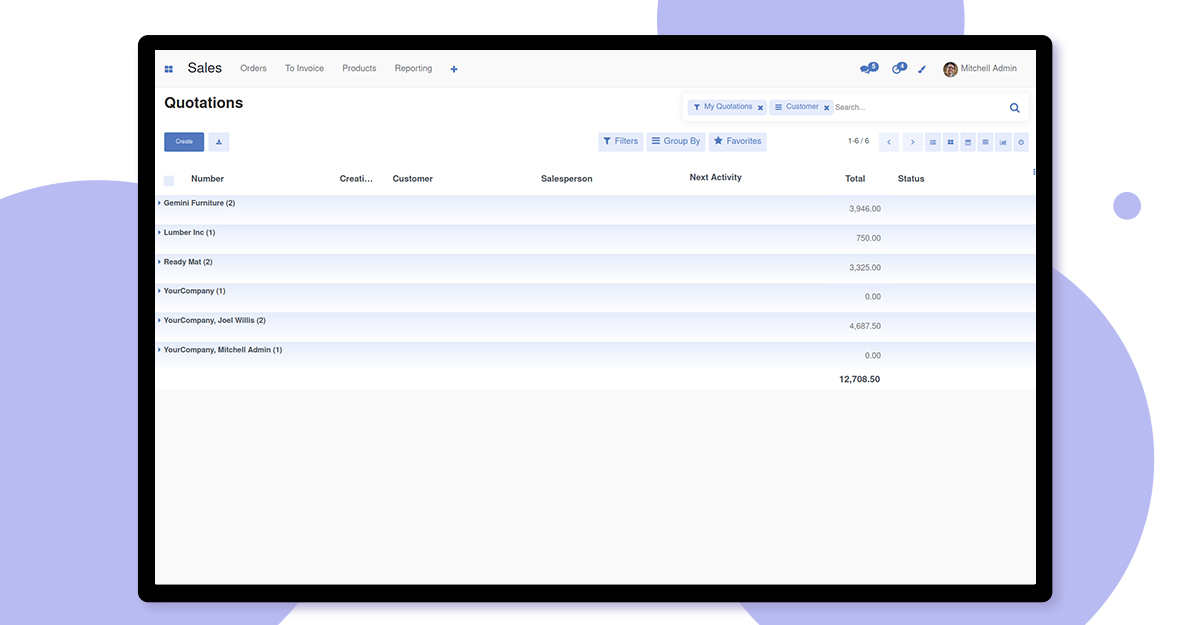 Sales Orders To Invoice Products Reporting + 5 4 Mitchell Admin
Quotations
My Quotations x Customer x Search...
Create Filters Group By Favorites 1-6 / 6
Number Creati... Customer Salesperson Next Activity Total Status
Gemini Furniture (2) 3,946.00
Lumber Inc (1) 750.00
Ready Mat (2) 3,325.00
YourCompany (1) 0.00
YourCompany, Joel Willis (2) 4,687.50
YourCompany, Mitchell Admin (1) 0.00
12,708.50